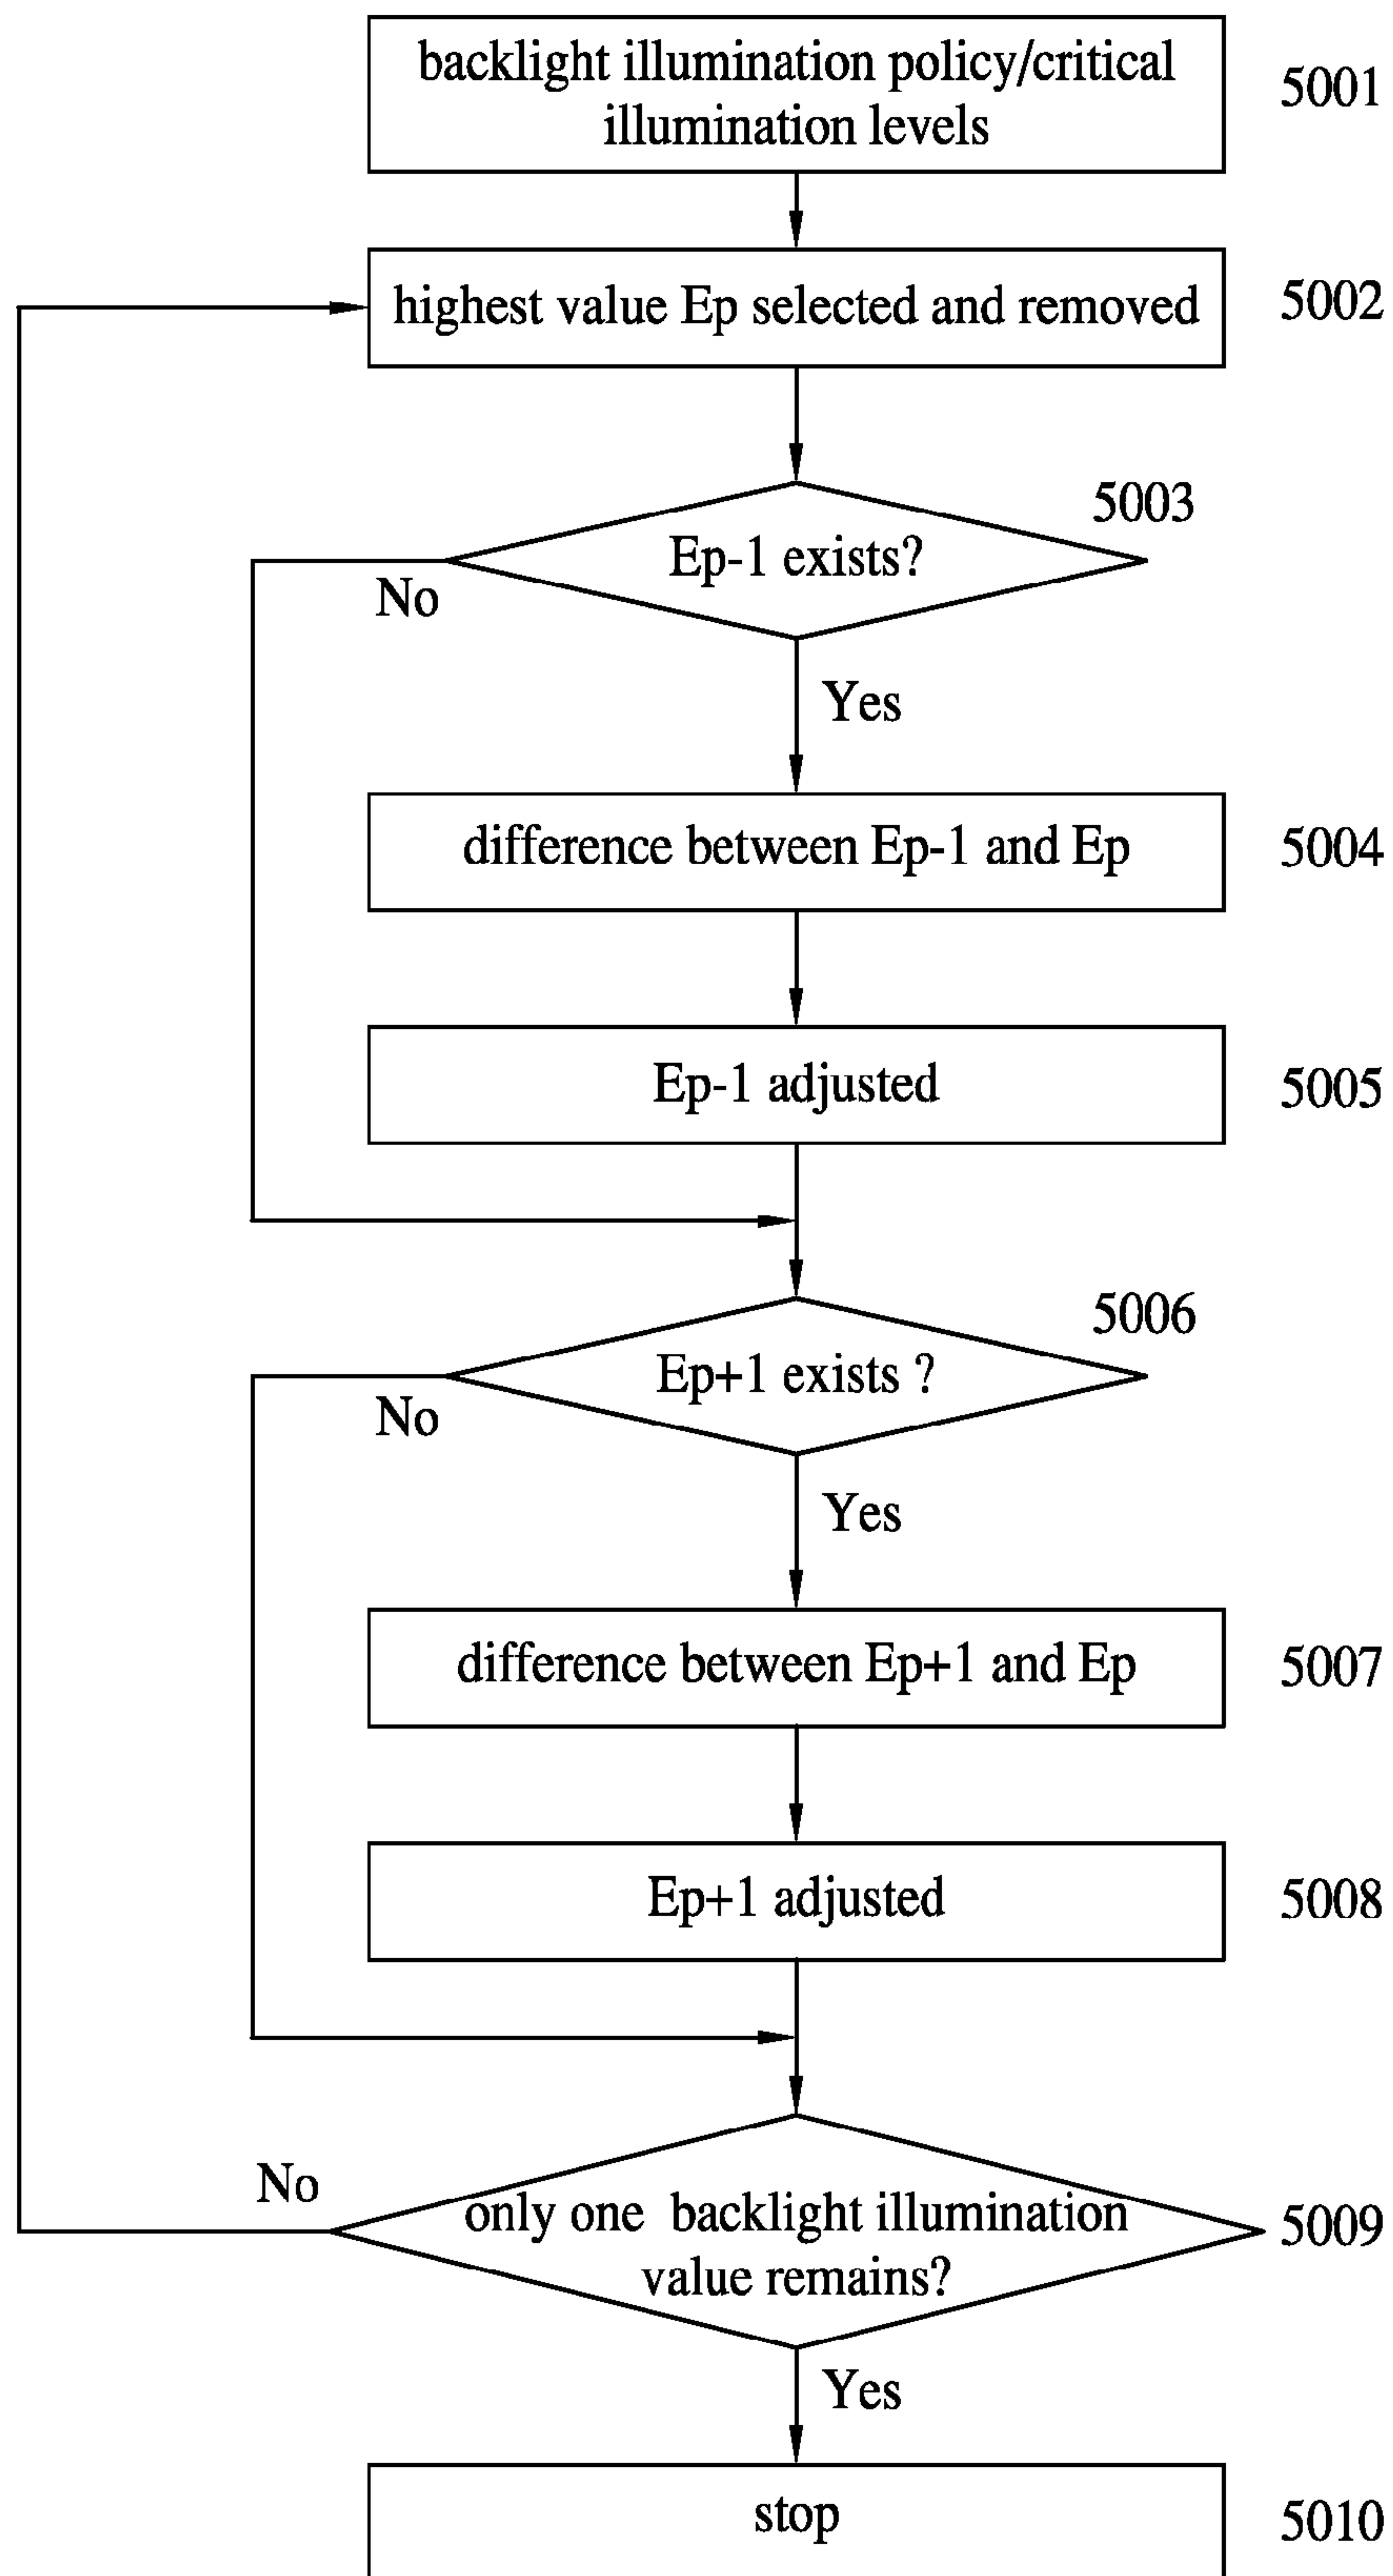 backlight illumination policy/critical
illumination levels
5001
highest value Ep selected and removed
5002
5003
Ep-1 exists?
No
Yes
difference between Ep-1 and Ep
5004
Ep-1 adjusted
5005
5006
Ep+1 exists ?
No
Yes
difference between Ep+1 and Ep
5007
Ep+1 adjusted
5008
No
only one backlight illumination
value remains?
5009
Yes
stop
5010